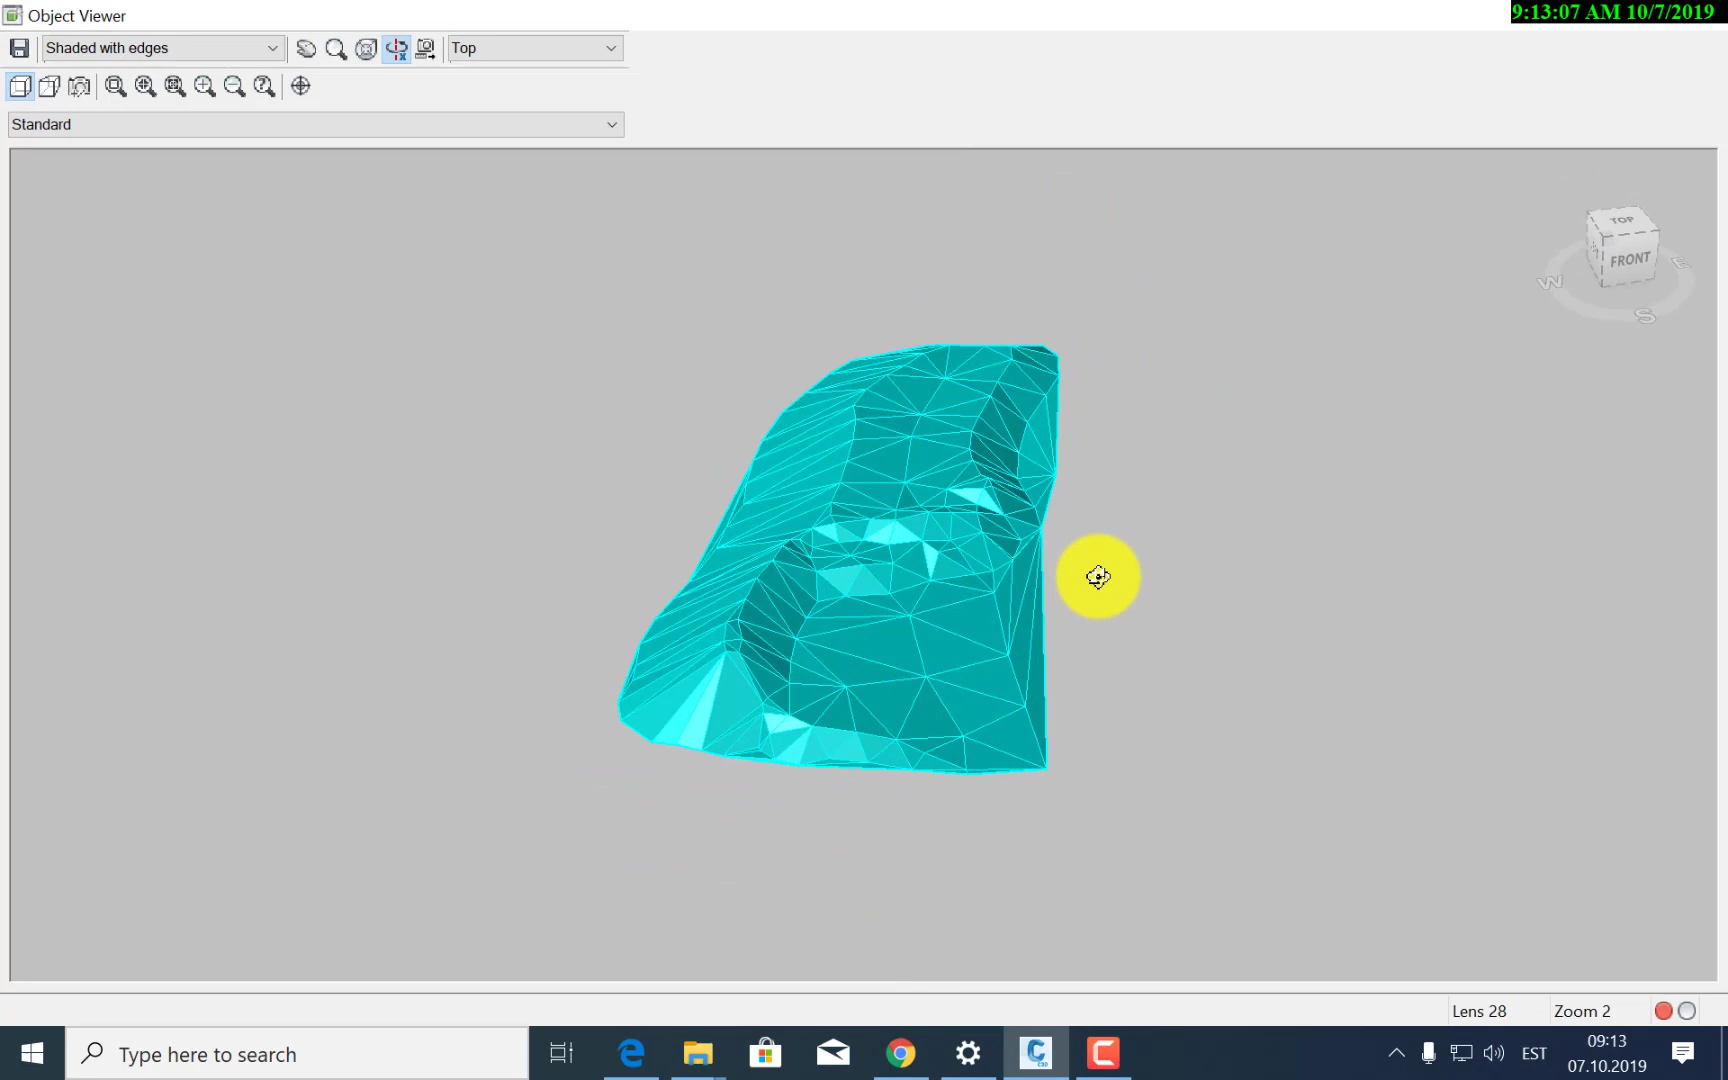 Object Viewer
9:13:07 AM 10/7/2019
Shaded with edges
Top
Standard
TOP
FRONT
W
E
S
Lens 28
Zoom 2
Type here to search
C3D
EST
09:13
07.10.2019